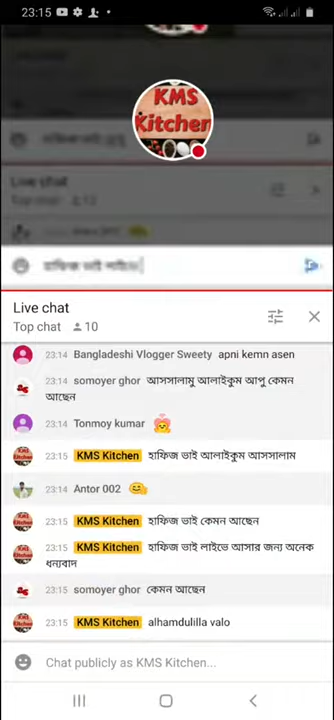 23:15
KMS
Kitchen
Live chat
Top chat 10
23:14 Bangladeshi Vlogger Sweety apni kemn asen
23:14 somoyer ghor আসসালামু আলাইকুম আপু কেমন
আছেন
23:14 Tonmoy kumar
23:15 KMS Kitchen হাফিজ ভাই আলাইকুম আসসালাম
23:14 Antor 002
23:15 KMS Kitchen হাফিজ ভাই কেমন আছেন
23:15 KMS Kitchen হাফিজ ভাই লাইভে আসার জন্য অনেক
ধন্যবাদ
23:15 somoyer ghor কেমন আছেন
23:15 KMS Kitchen alhamdulilla valo
Chat publicly as KMS Kitchen...